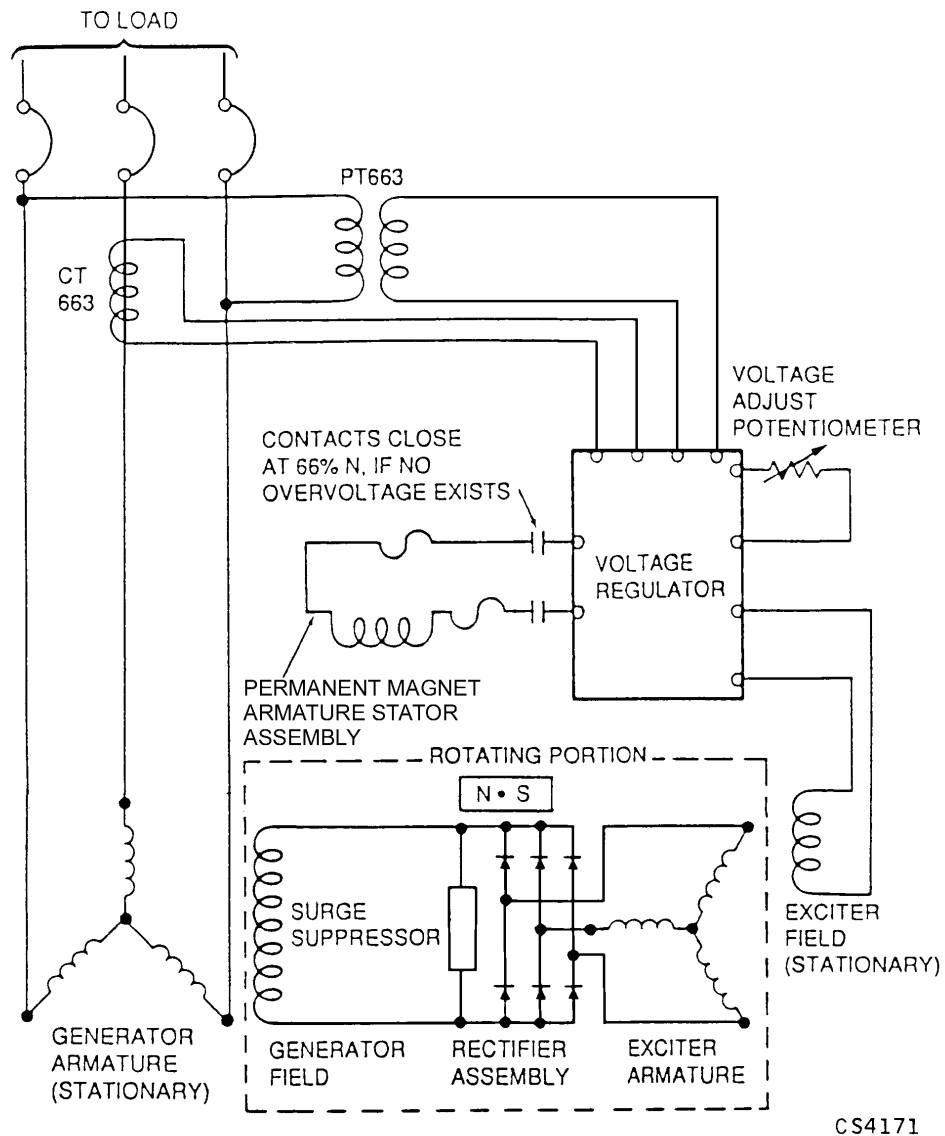 TO LOAD
PT663
CT
663
VOLTAGE
ADJUST
POTENTIOMETER
CONTACTS CLOSE
AT 66% N, IF NO
OVERVOLTAGE EXISTS
VOLTAGE
REGULATOR
PERMANENT MAGNET
ARMATURE STATOR
ASSEMBLY
ROTATING PORTION
N • S
SURGE
SUPPRESSOR
EXCITER
FIELD
(STATIONARY)
GENERATOR
ARMATURE
(STATIONARY)
GENERATOR
FIELD
RECTIFIER
ASSEMBLY
EXCITER
ARMATURE
CS4171